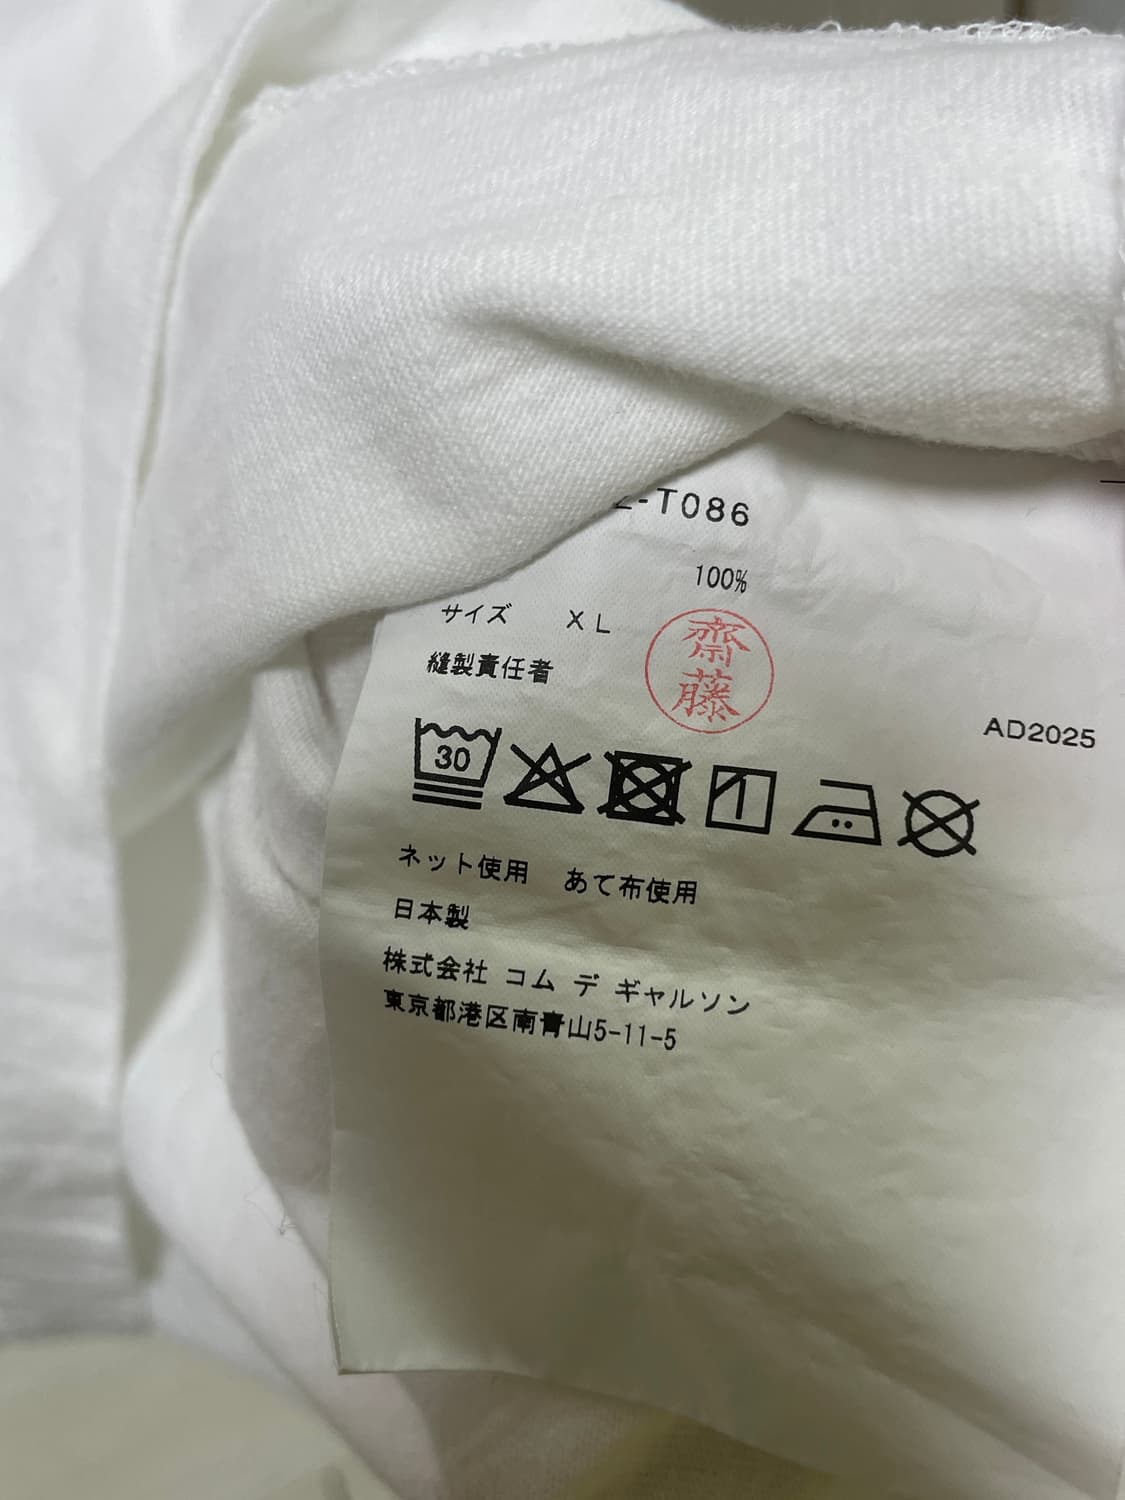 -T086
100%
サイズ XL
縫製責任者
齋藤
AD2025
30
ネット使用 あて布使用
日本製
株式会社 コム デ ギャルソン
東京都港区南青山5-11-5